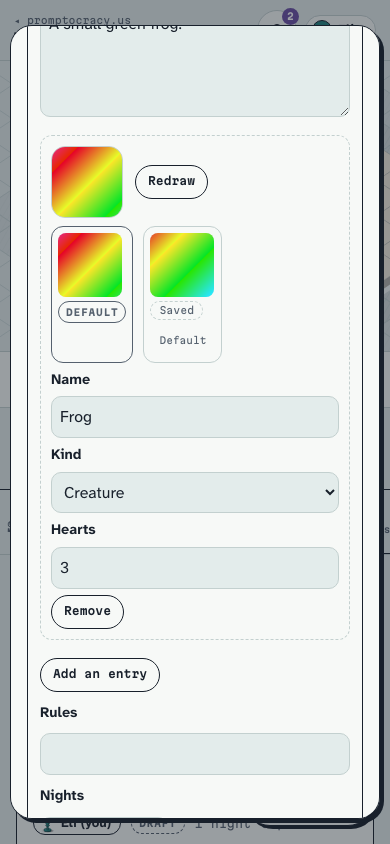 promptocracy.us
2
A small green frog.
Redraw
DEFAULT
Saved
Default
Name
Frog
Kind
Creature
Hearts
3
Remove
Add an entry
Rules
Nights
Elf (you)
DRAFT
1 night